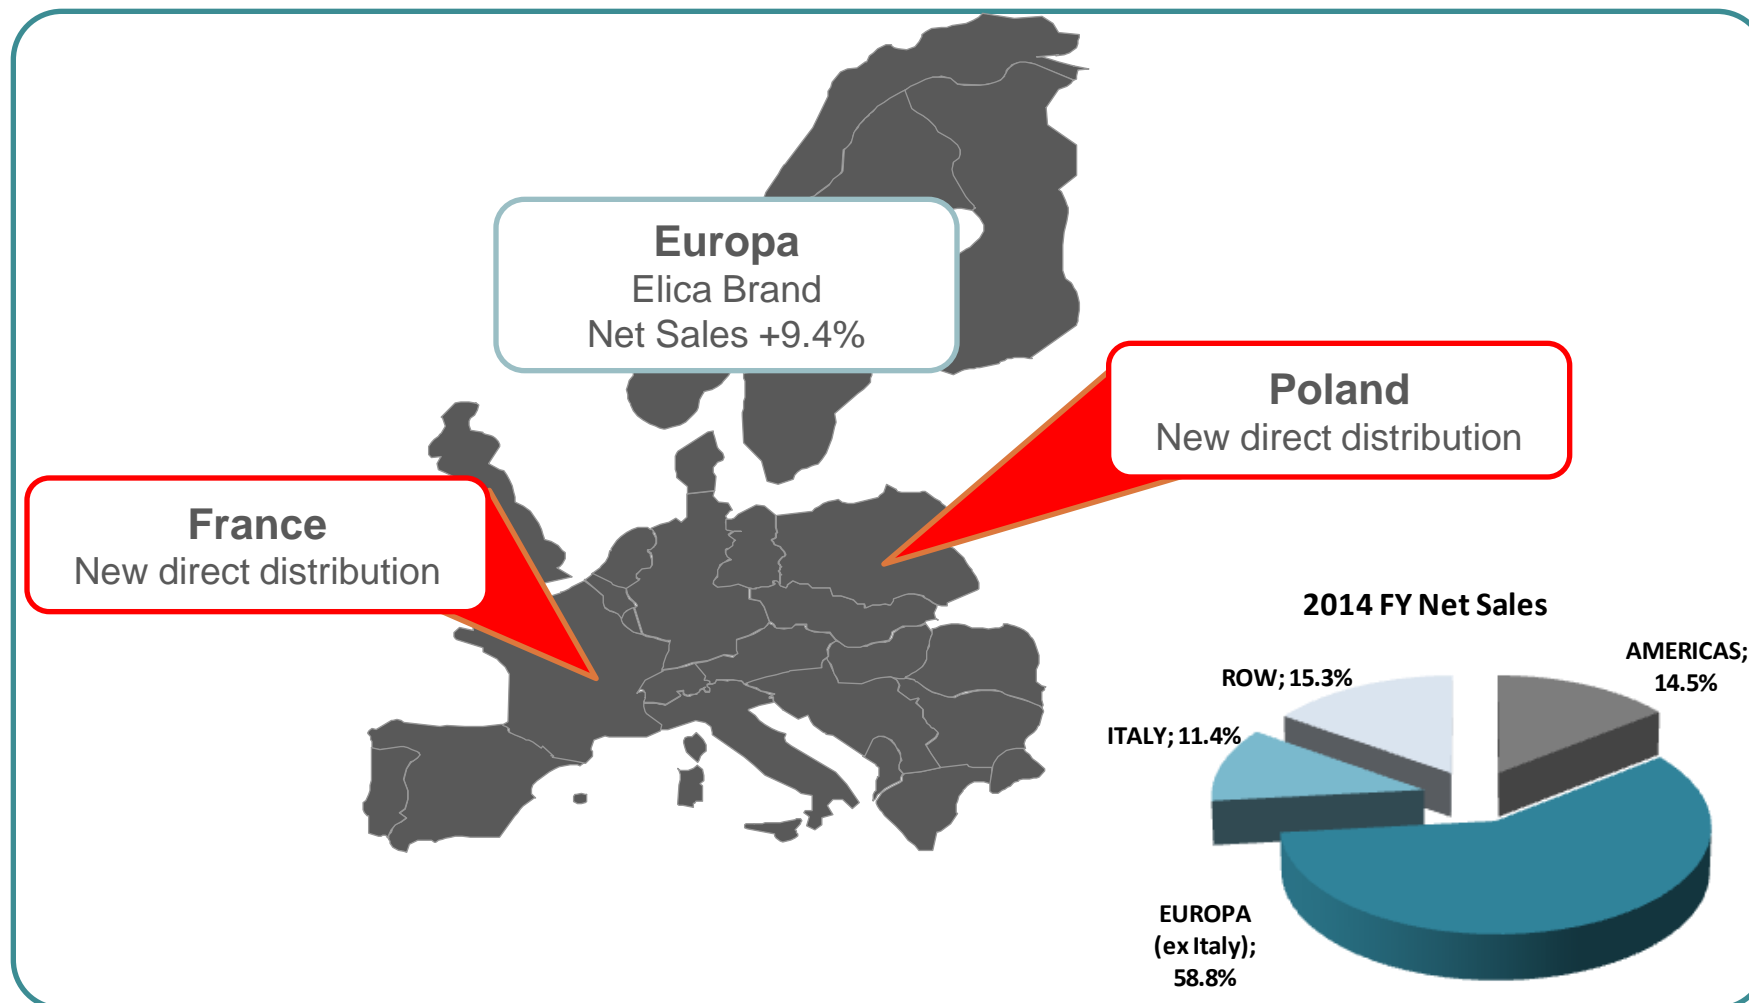 Europa
Elica Brand
Net Sales +9.4%
Poland
New direct distribution
France
New direct distribution
2014 FY Net Sales
AMERICAS;
14.5%
ROW; 15.3%
ITALY; 11.4%
EUROPA
(ex Italy);
58.8%